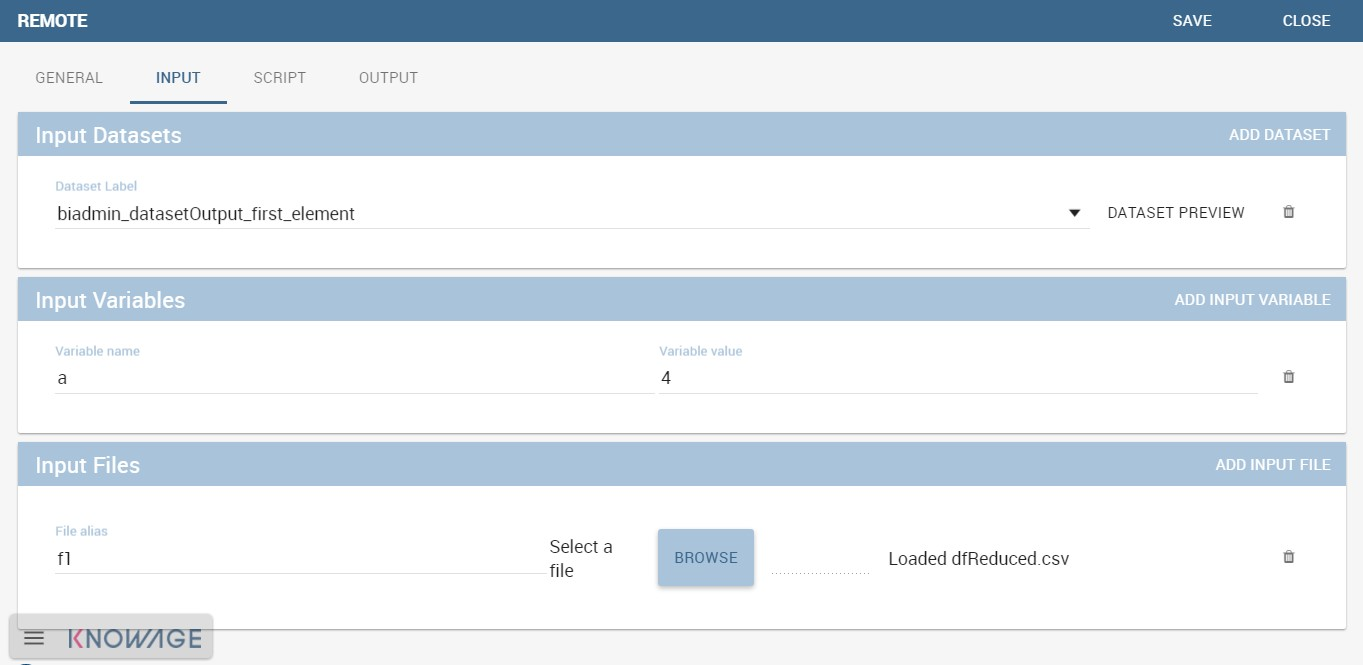 REMOTE SAVE CLOSE
GENERAL INPUT SCRIPT OUTPUT
Input Datasets ADD DATASET
Dataset Label
biadmin_datasetOutput_first_element DATASET PREVIEW
Input Variables ADD INPUT VARIABLE
Variable name Variable value
a 4
Input Files ADD INPUT FILE
File alias
f1 Select a file BROWSE Loaded dfReduced.csv
KNOWAGE